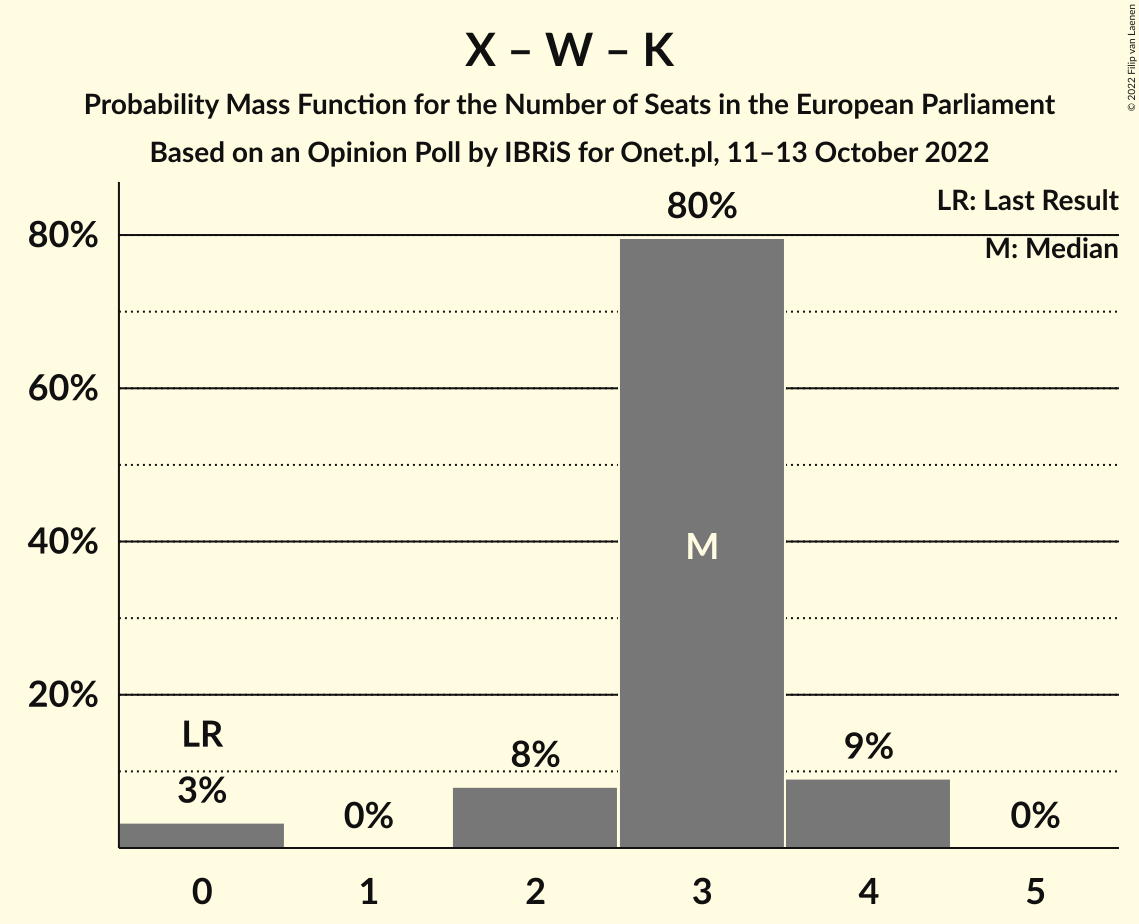 X – W – K
Probability Mass Function for the Number of Seats in the European Parliament
Based on an Opinion Poll by IBRiS for Onet.pl, 11–13 October 2022
© 2022 Filip van Laenen
LR: Last Result
M: Median
80%
60%
40%
20%
LR
3%
0%
8%
80%
M
9%
0%
0 1 2 3 4 5